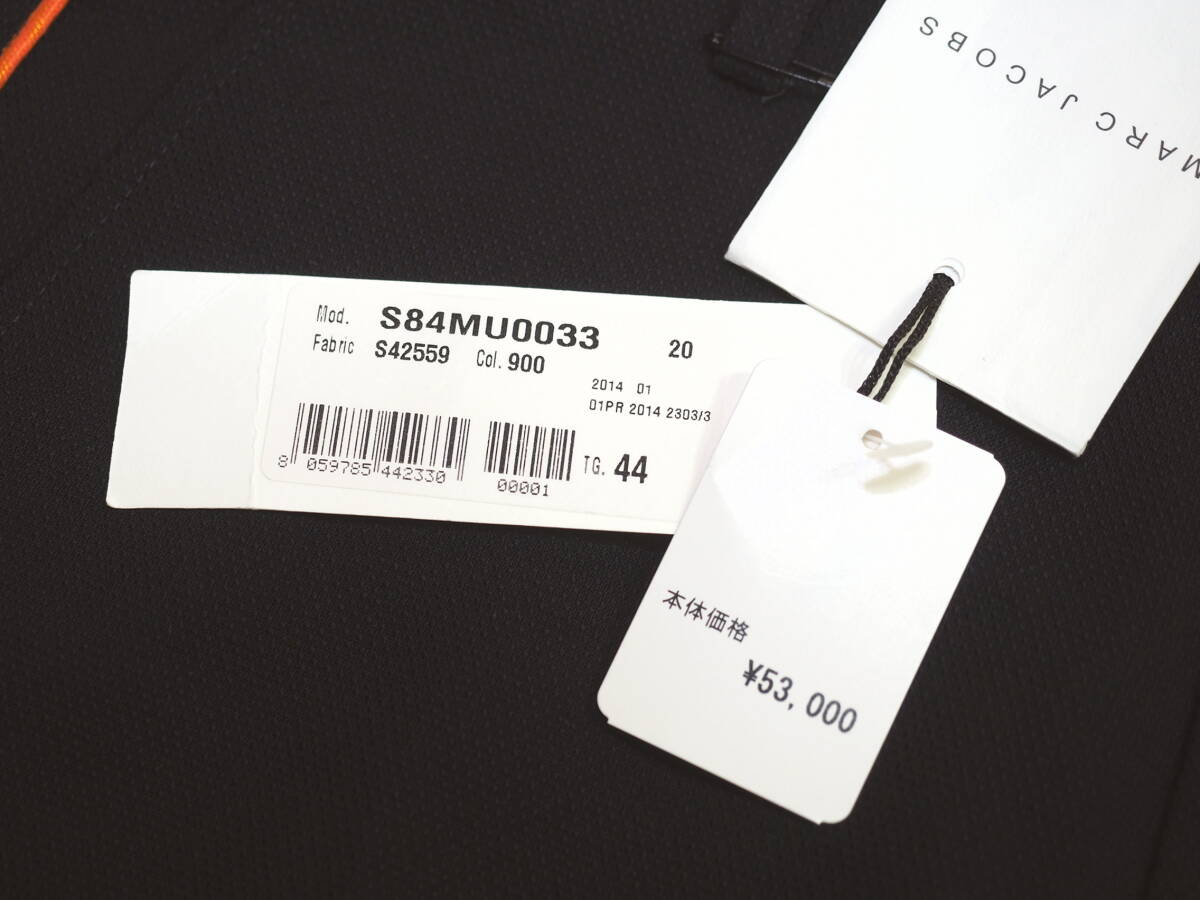 MARC JACOBS
Mod. S84MU0033 20
Fabric S42559 Col. 900
2014 01
01PR 2014 2303/3
8 059785 442330 00001 TG. 44
本体価格
¥53,000